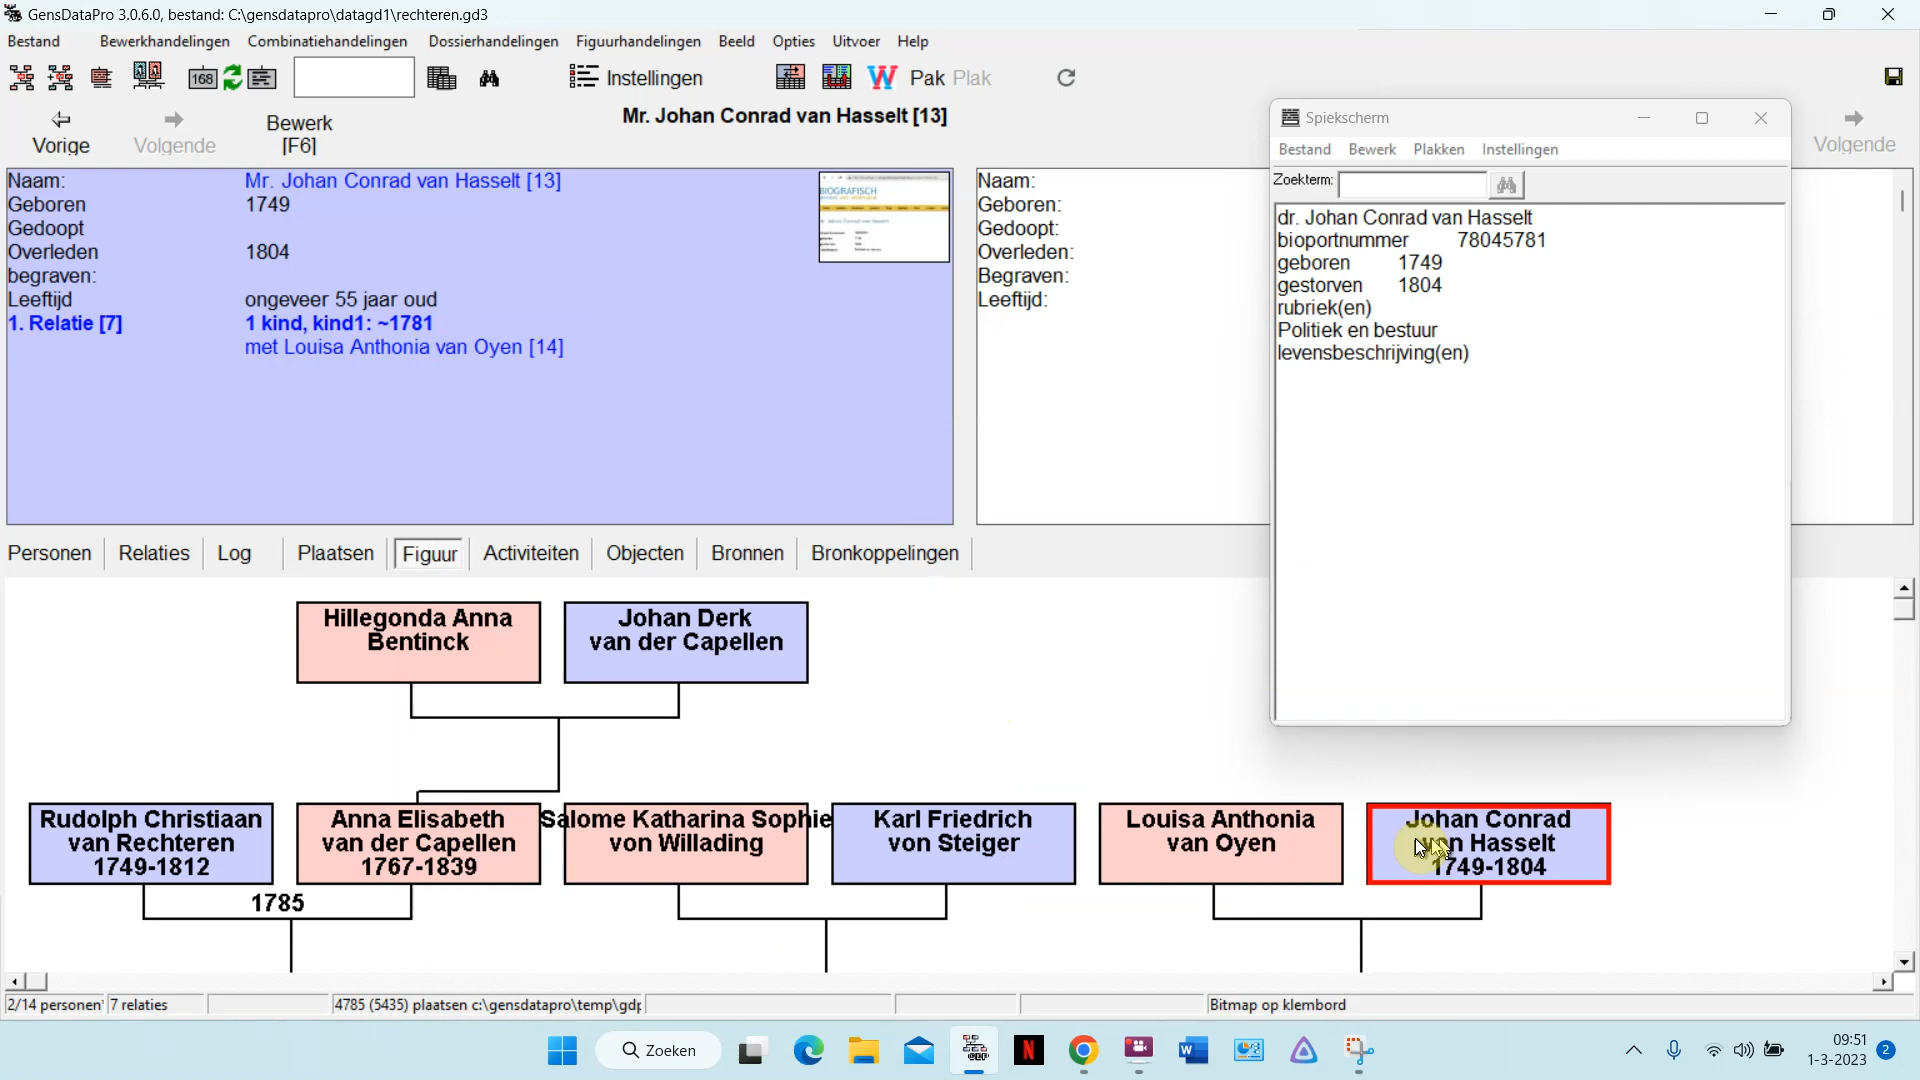 GensDataPro 3.0.6.0, bestand: C:\gensdatapro\datagd1\rechteren.gd3
Bestand Bewerkhandelingen Combinatiehandelingen Dossierhandelingen Figuurhandelingen Beeld Opties Uitvoer Help
168 Instellingen W Pak Plak
Vorige Volgende Bewerk [F6]
Mr. Johan Conrad van Hasselt [13]
Volgende
Naam: Mr. Johan Conrad van Hasselt [13]
Geboren 1749
Gedoopt
Overleden 1804
begraven:
Leeftijd ongeveer 55 jaar oud
1. Relatie [7] 1 kind, kind1: ~1781
met Louisa Anthonia van Oyen [14]
BIOGRAFISCH
Naam:
Geboren:
Gedoopt:
Overleden:
Begraven:
Leeftijd:
Spiekscherm
Bestand Bewerk Plakken Instellingen
Zoekterm:
dr. Johan Conrad van Hasselt
bioportnummer 78045781
geboren 1749
gestorven 1804
rubriek(en)
Politiek en bestuur
levensbeschrijving(en)
Personen Relaties Log Plaatsen Figuur Activiteiten Objecten Bronnen Bronkoppelingen
Hillegonda Anna
Bentinck
Johan Derk
van der Capellen
Rudolph Christiaan
van Rechteren
1749-1812
Anna Elisabeth
van der Capellen
1767-1839
Salome Katharina Sophie
von Willading
Karl Friedrich
von Steiger
Louisa Anthonia
van Oyen
Johan Conrad
van Hasselt
1749-1804
1785
2/14 personen 7 relaties 4785 (5435) plaatsen c:\gensdatapro\temp\gdp Bitmap op klembord
Zoeken
09:51
1-3-2023
2